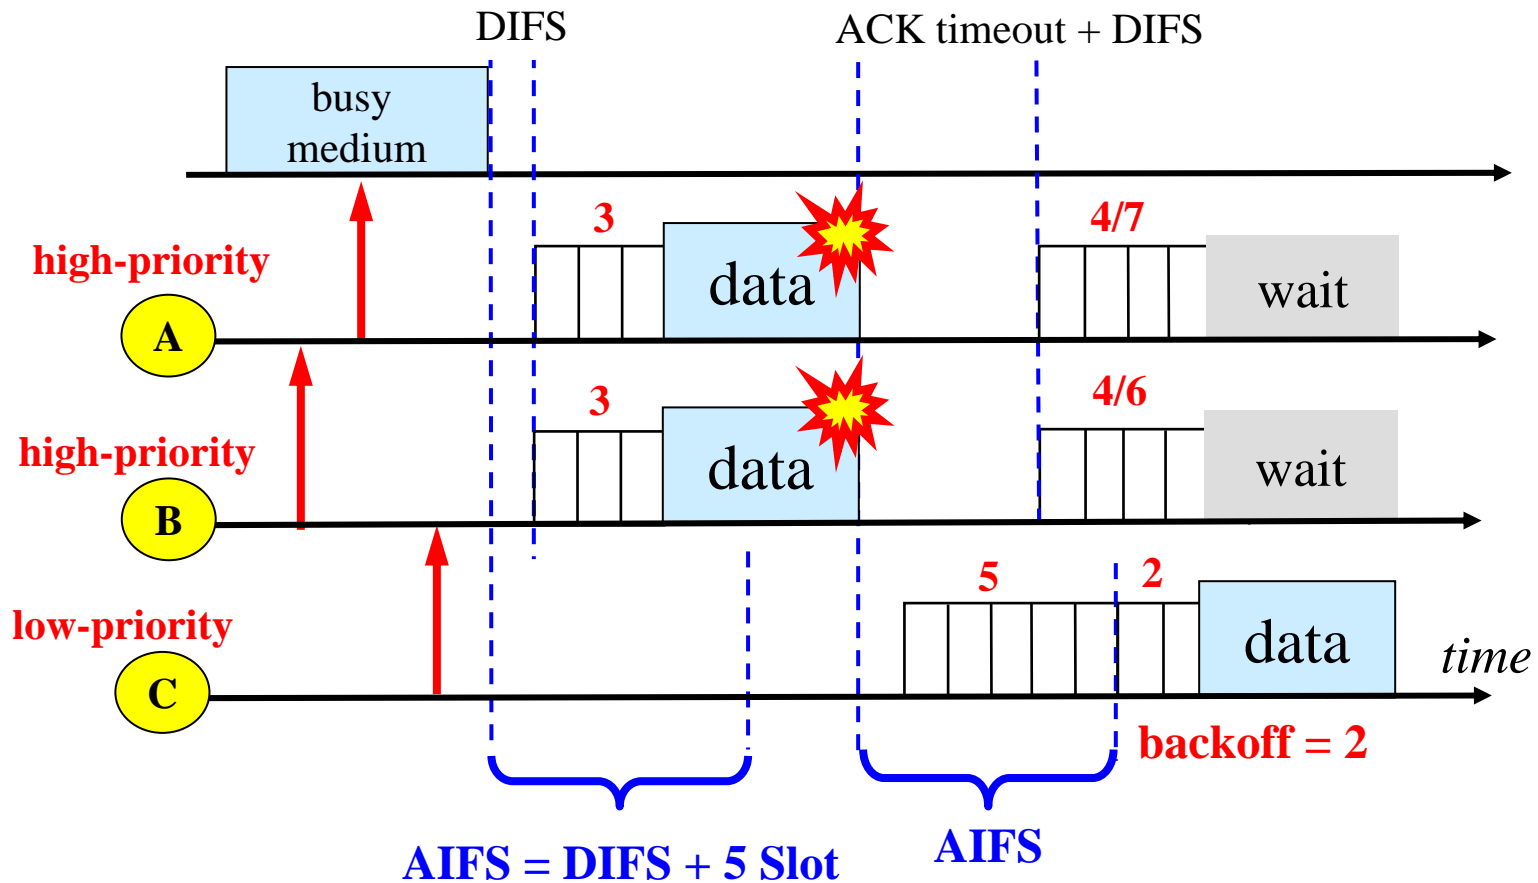 DIFS
ACK timeout + DIFS
busy
medium
high-priority
A
3
data
4/7
wait
high-priority
B
3
data
4/6
wait
low-priority
C
5
2
data
time
backoff = 2
AIFS = DIFS + 5 Slot
AIFS